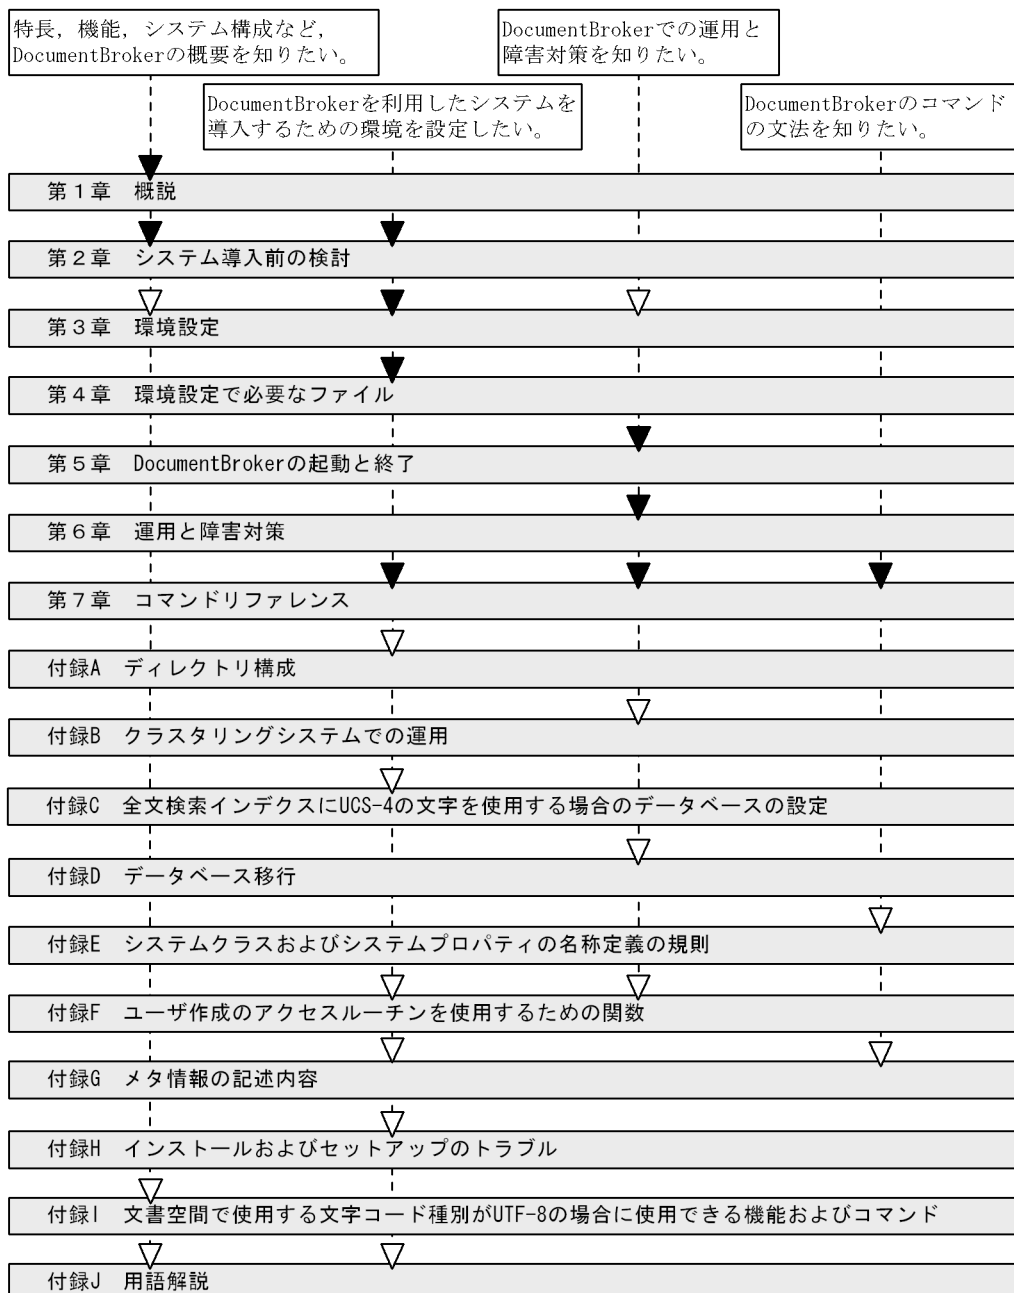 特長，機能，システム構成など，
DocumentBrokerの概要を知りたい。
DocumentBrokerでの運用と
障害対策を知りたい。
DocumentBrokerを利用したシステムを
導入するための環境を設定したい。
DocumentBrokerのコマンド
の文法を知りたい。
第１章　概説
第２章　システム導入前の検討
第３章　環境設定
第４章　環境設定で必要なファイル
第５章　DocumentBrokerの起動と終了
第６章　運用と障害対策
第７章　コマンドリファレンス
付録A　ディレクトリ構成
付録B　クラスタリングシステムでの運用
付録C　全文検索インデクスにUCS-4の文字を使用する場合のデータベースの設定
付録D　データベース移行
付録E　システムクラスおよびシステムプロパティの名称定義の規則
付録F　ユーザ作成のアクセスルーチンを使用するための関数
付録G　メタ情報の記述内容
付録H　インストールおよびセットアップのトラブル
付録I　文書空間で使用する文字コード種別がUTF-8の場合に使用できる機能およびコマンド
付録J　用語解説